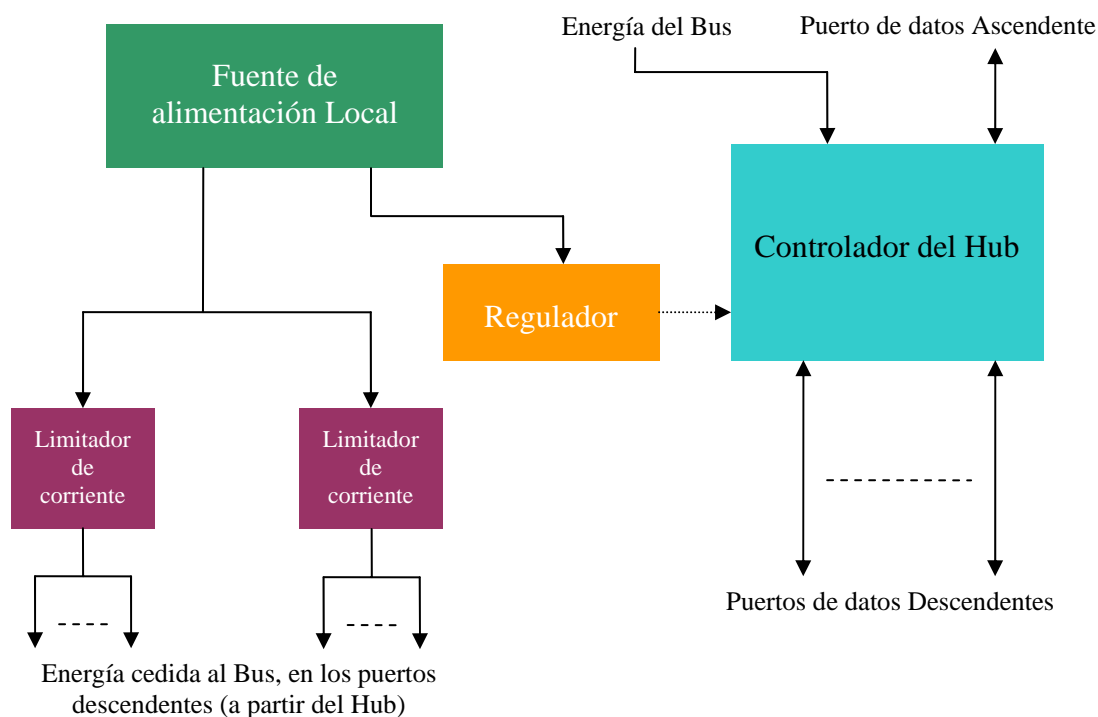 Energía del Bus
Puerto de datos Ascendente
Fuente de
alimentación Local
Controlador del Hub
Regulador
Limitador
de
corriente
Limitador
de
corriente
Puertos de datos Descendentes
Energía cedida al Bus, en los puertos
descendentes (a partir del Hub)